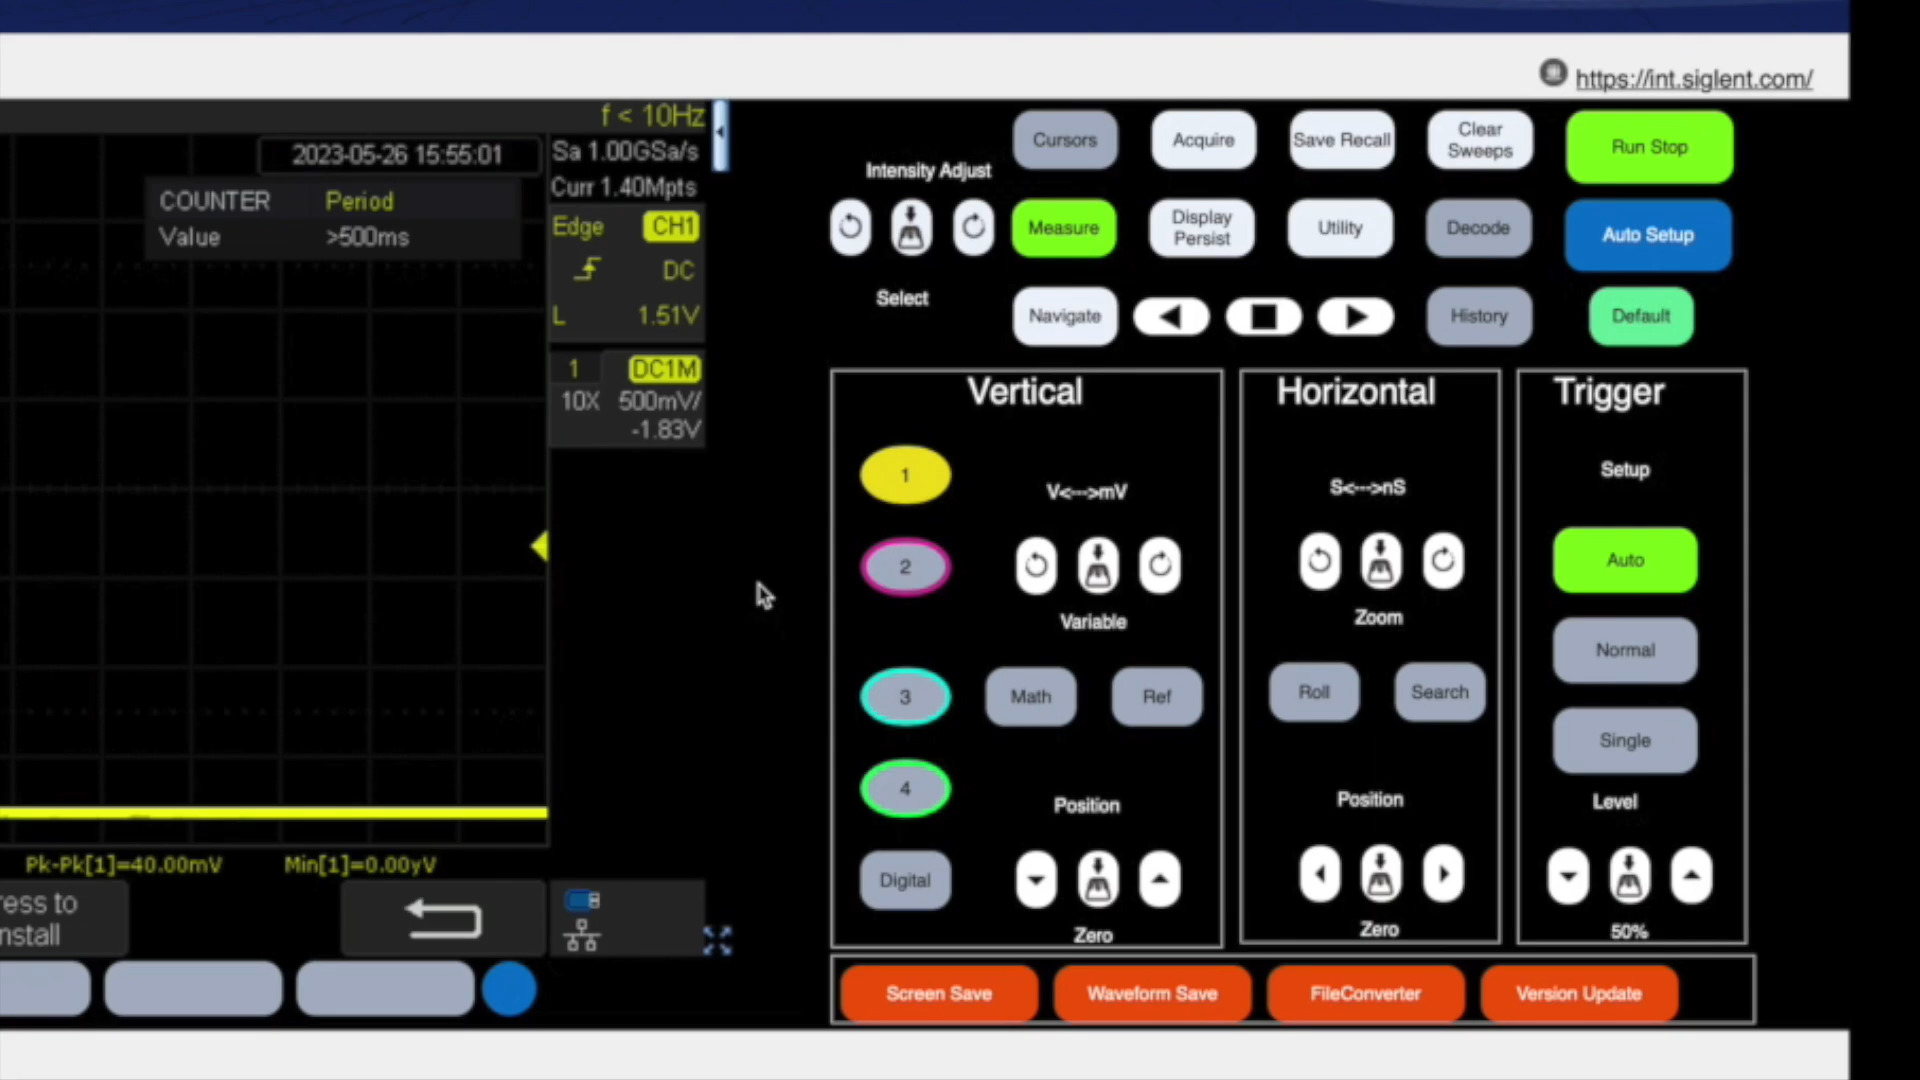 https://int.siglent.com/
f < 10Hz
2023-05-26 15:55:01
Sa 1.00GSa/s
Curr 1.40Mpts
COUNTER Period
Value >500ms
Edge CH1
DC
L 1.51V
1 DC1M
10X 500mV/
-1.83V
Pk-Pk[1]=40.00mV Min[1]=0.00yV
ess to
nstall
Intensity Adjust
Select
Cursors
Acquire
Save Recall
Clear
Sweeps
Run Stop
Measure
Display
Persist
Utility
Decode
Auto Setup
Navigate
History
Default
Vertical
1
2
3
4
Digital
V<--->mV
Variable
Math
Ref
Position
Zero
Horizontal
S<--->nS
Zoom
Roll
Search
Position
Zero
Trigger
Setup
Auto
Normal
Single
Level
50%
Screen Save
Waveform Save
FileConverter
Version Update